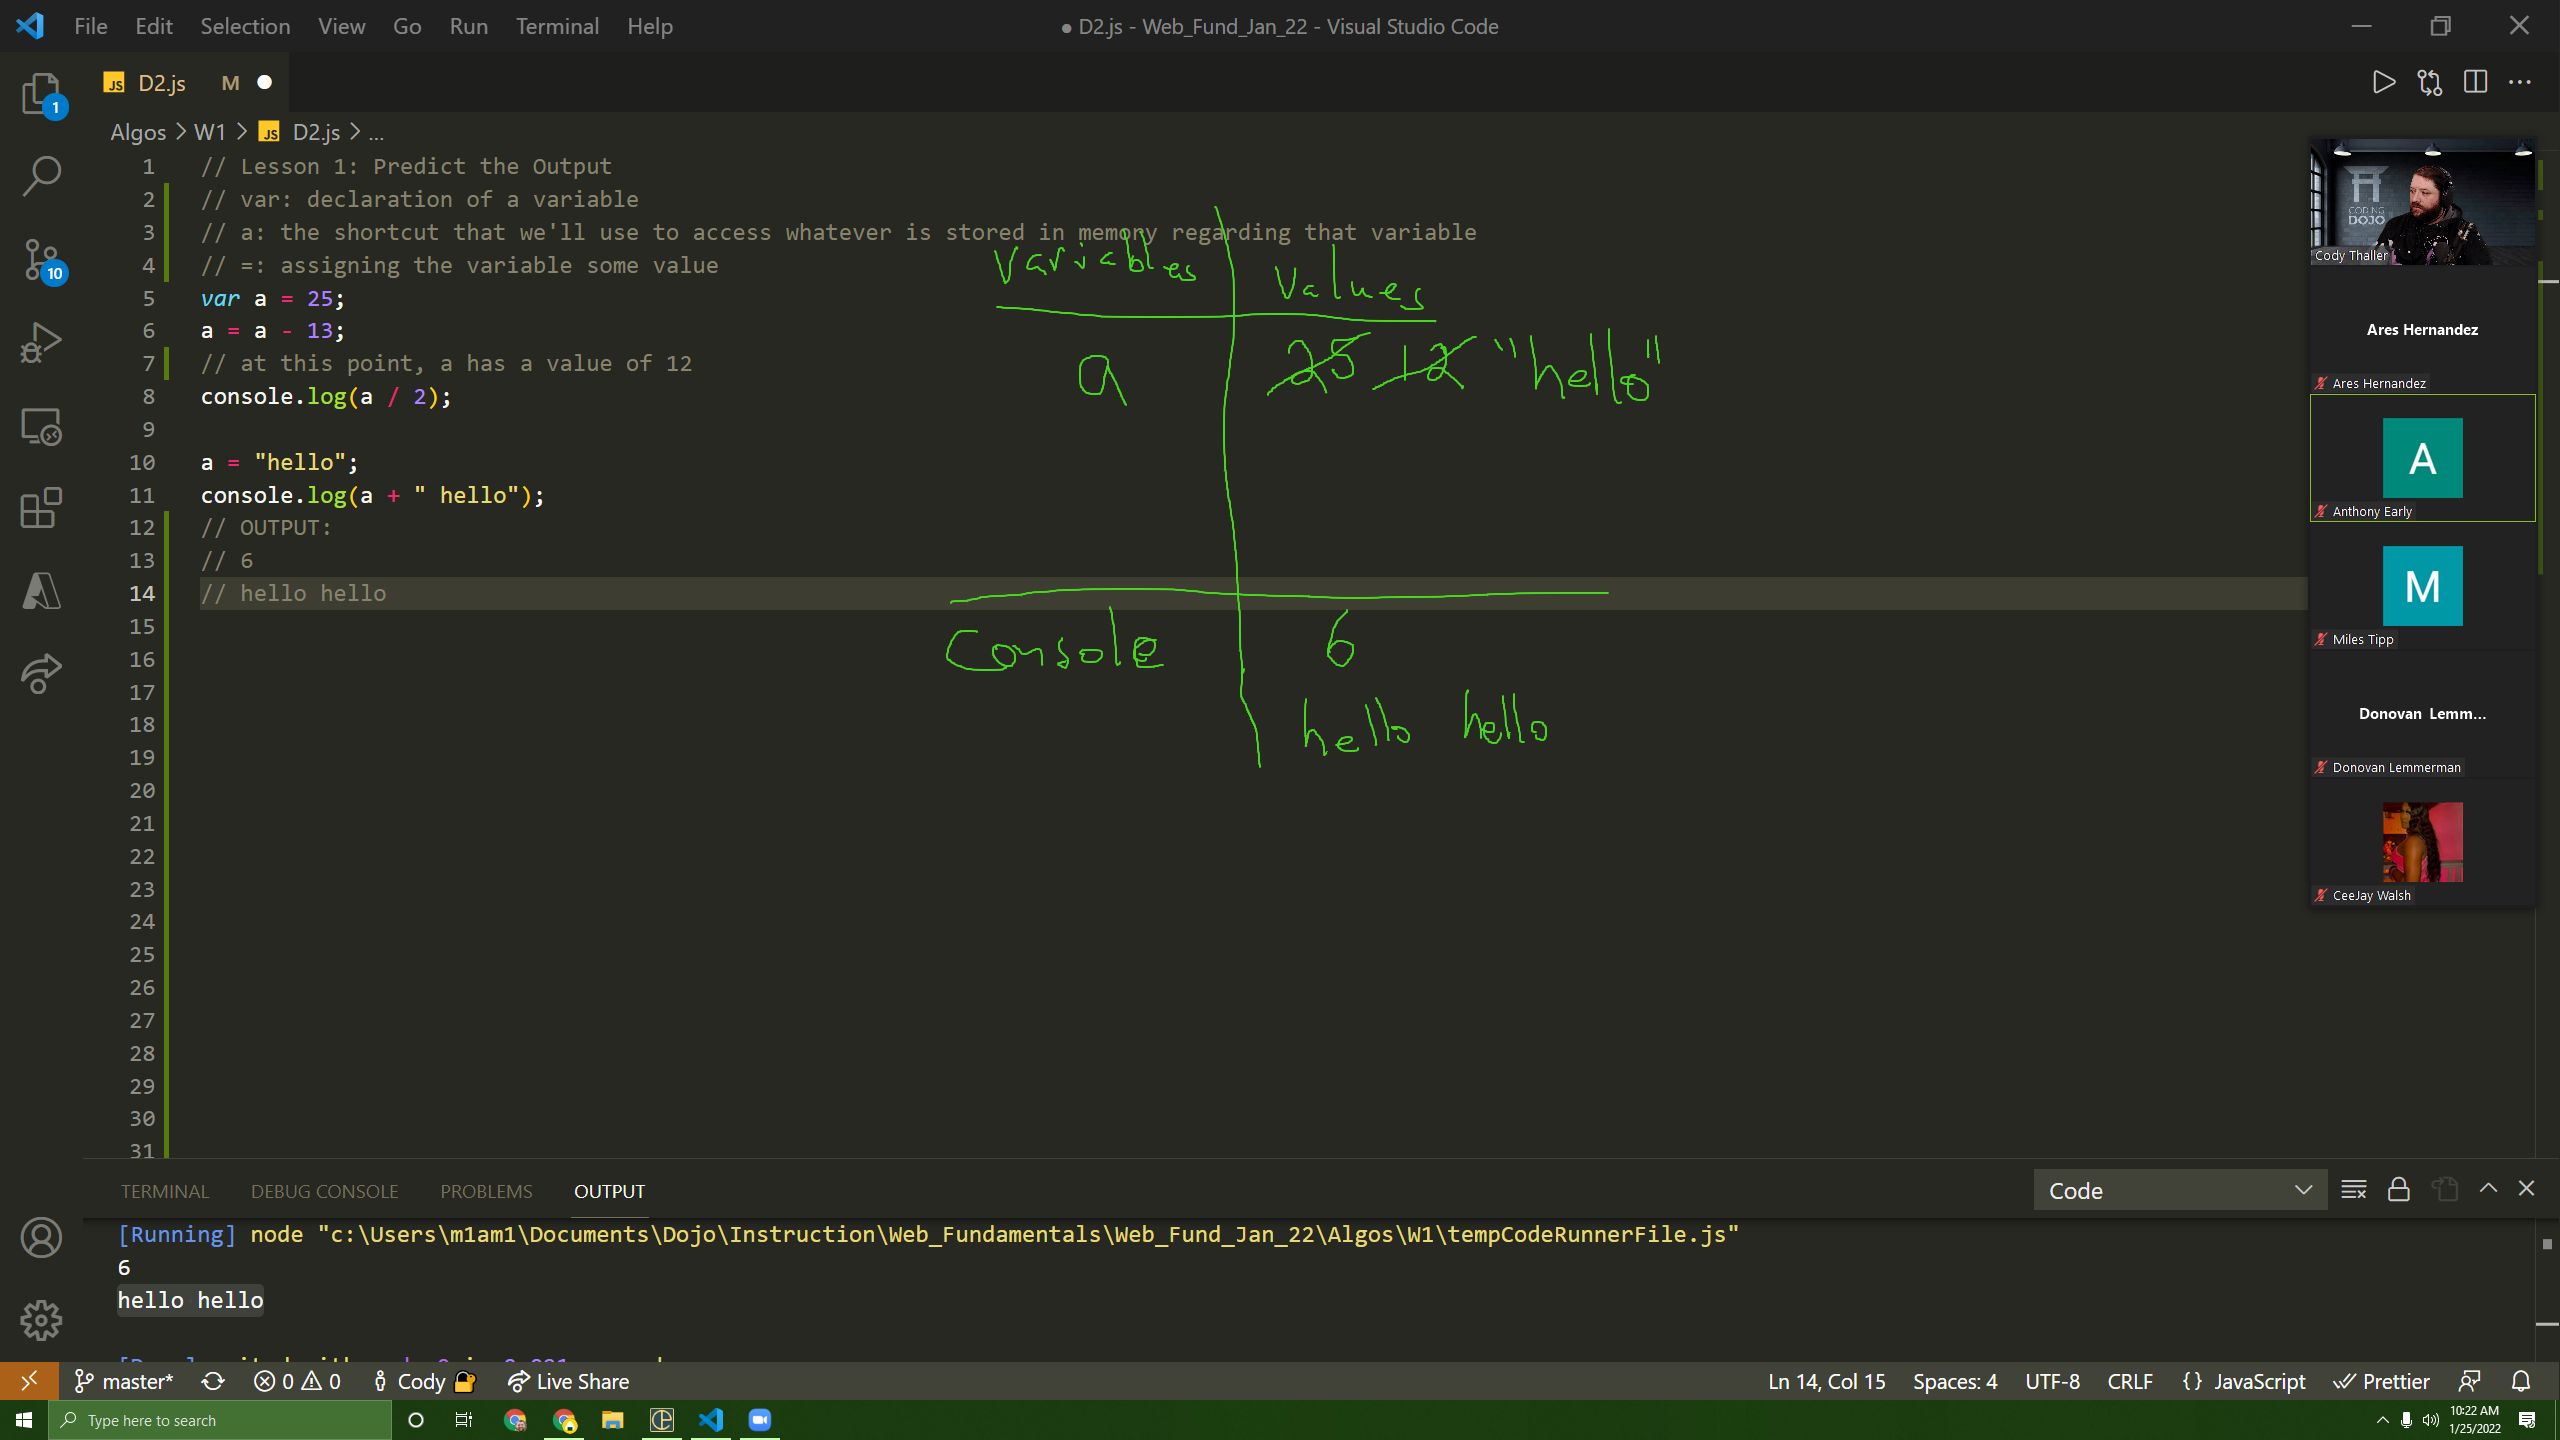 File Edit Selection View Go Run Terminal Help
● D2.js - Web_Fund_Jan_22 - Visual Studio Code
JS D2.js M
1
Algos > W1 > JS D2.js > ...
10
1 // Lesson 1: Predict the Output
2 // var: declaration of a variable
3 // a: the shortcut that we'll use to access whatever is stored in memory regarding that variable
4 // =: assigning the variable some value
5 var a = 25;
6 a = a - 13;
7 // at this point, a has a value of 12
8 console.log(a / 2);
9
10 a = "hello";
11 console.log(a + " hello");
12 // OUTPUT:
13 // 6
14 // hello hello
15
16
17
18
19
20
21
22
23
24
25
26
27
28
29
30
31
Variables Values
a 25 12 "hello"
Console 6
hello hello
CODING
DOJO
Cody Thaller
Ares Hernandez
Ares Hernandez
A
Anthony Early
M
Miles Tipp
Donovan Lemm...
Donovan Lemmerman
CeeJay Walsh
TERMINAL DEBUG CONSOLE PROBLEMS OUTPUT
Code
[Running] node "c:\Users\m1am1\Documents\Dojo\Instruction\Web_Fundamentals\Web_Fund_Jan_22\Algos\W1\tempCodeRunnerFile.js"
6
hello hello
master* 0 0 Cody Live Share
Ln 14, Col 15 Spaces: 4 UTF-8 CRLF {} JavaScript Prettier
Type here to search
10:22 AM
1/25/2022